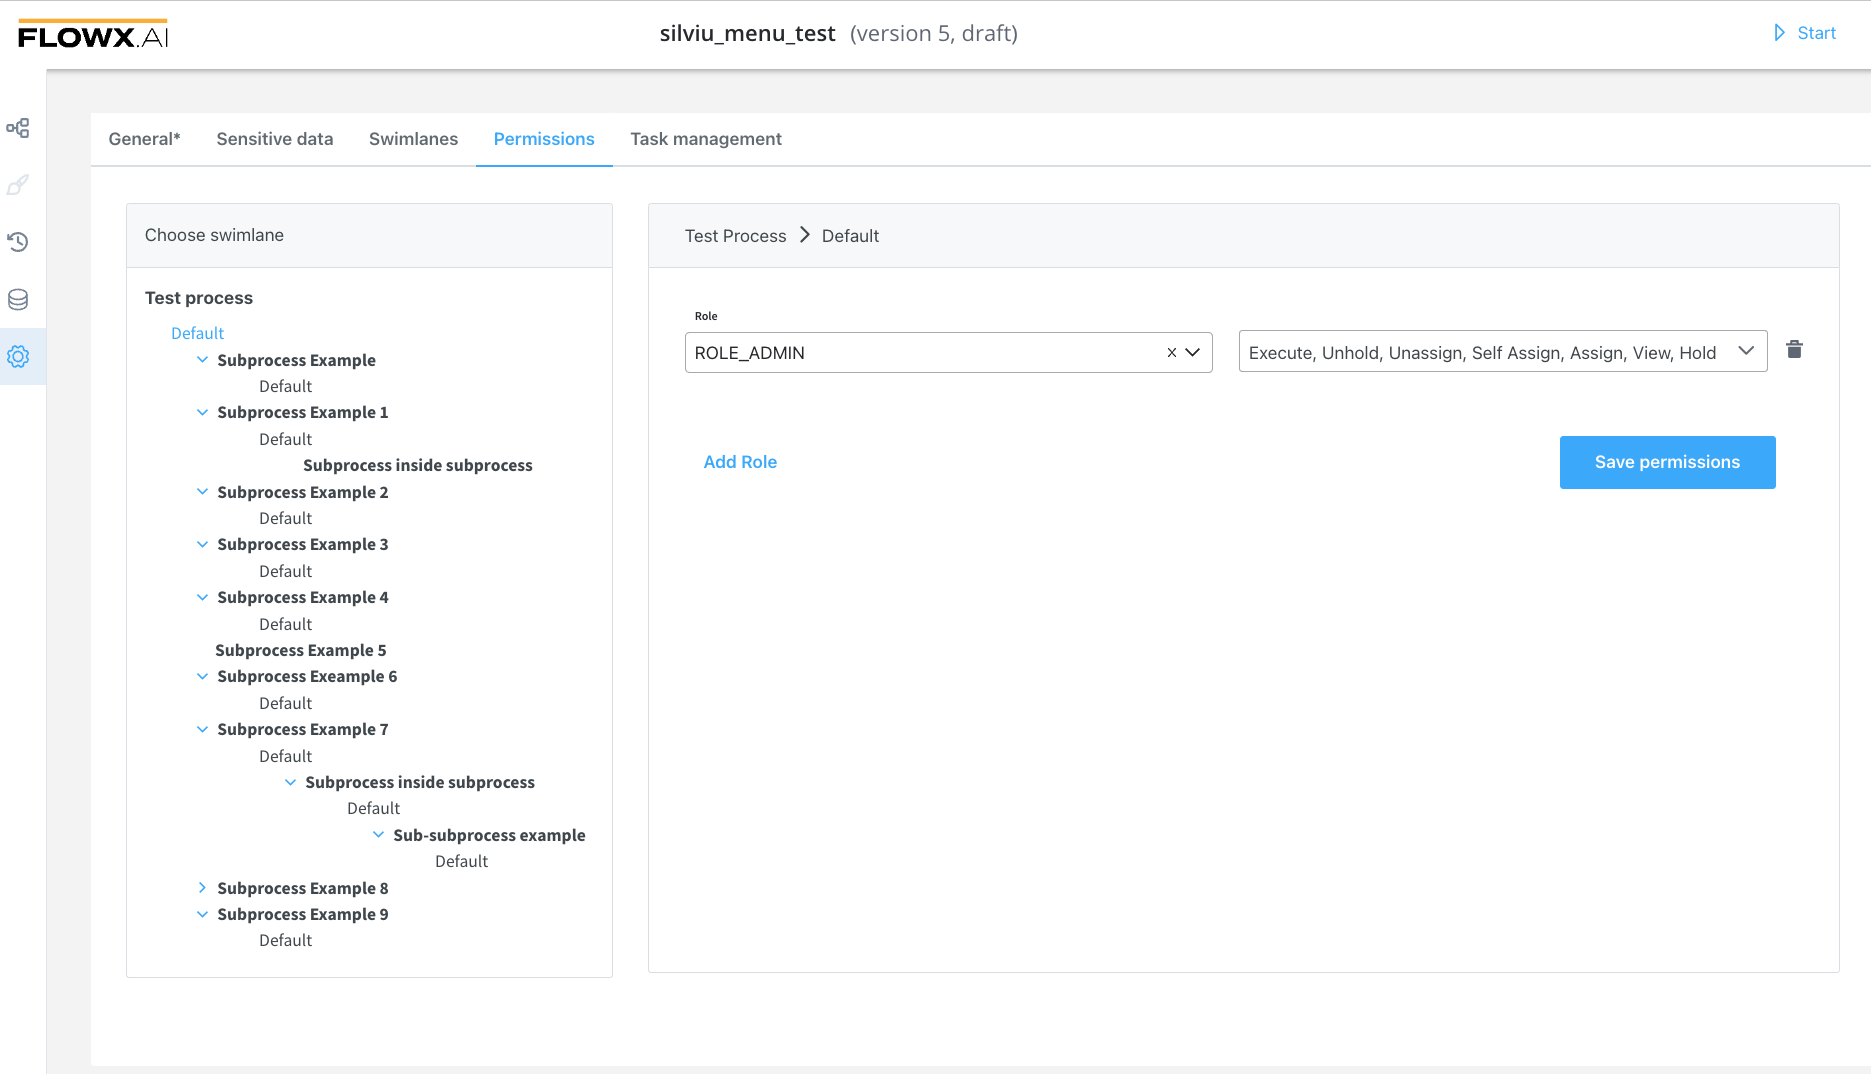 FLOWX.AI
silviu_menu_test (version 5, draft)
Start
General* Sensitive data Swimlanes Permissions Task management
Choose swimlane
Test process
Default
Subprocess Example
Default
Subprocess Example 1
Default
Subprocess inside subprocess
Subprocess Example 2
Default
Subprocess Example 3
Default
Subprocess Example 4
Default
Subprocess Example 5
Subprocess Exeample 6
Default
Subprocess Example 7
Default
Subprocess inside subprocess
Default
Sub-subprocess example
Default
Subprocess Example 8
Subprocess Example 9
Default
Test Process > Default
Role
ROLE_ADMIN
Execute, Unhold, Unassign, Self Assign, Assign, View, Hold
Add Role
Save permissions